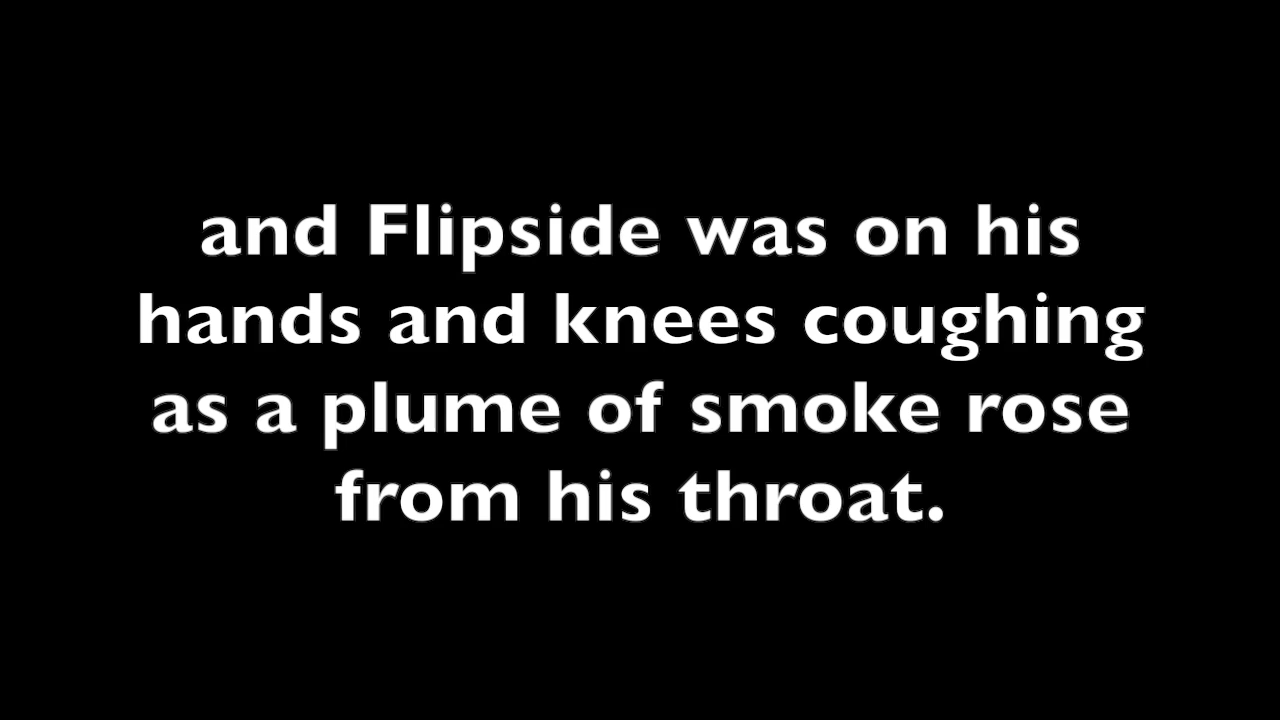 and Flipside was on his
hands and knees coughing
as a plume of smoke rose
from his throat.